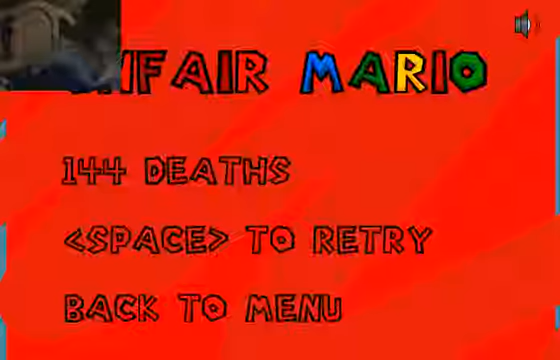 FAIR MARIO
144 DEATHS
<SPACE> TO RETRY
BACK TO MENU